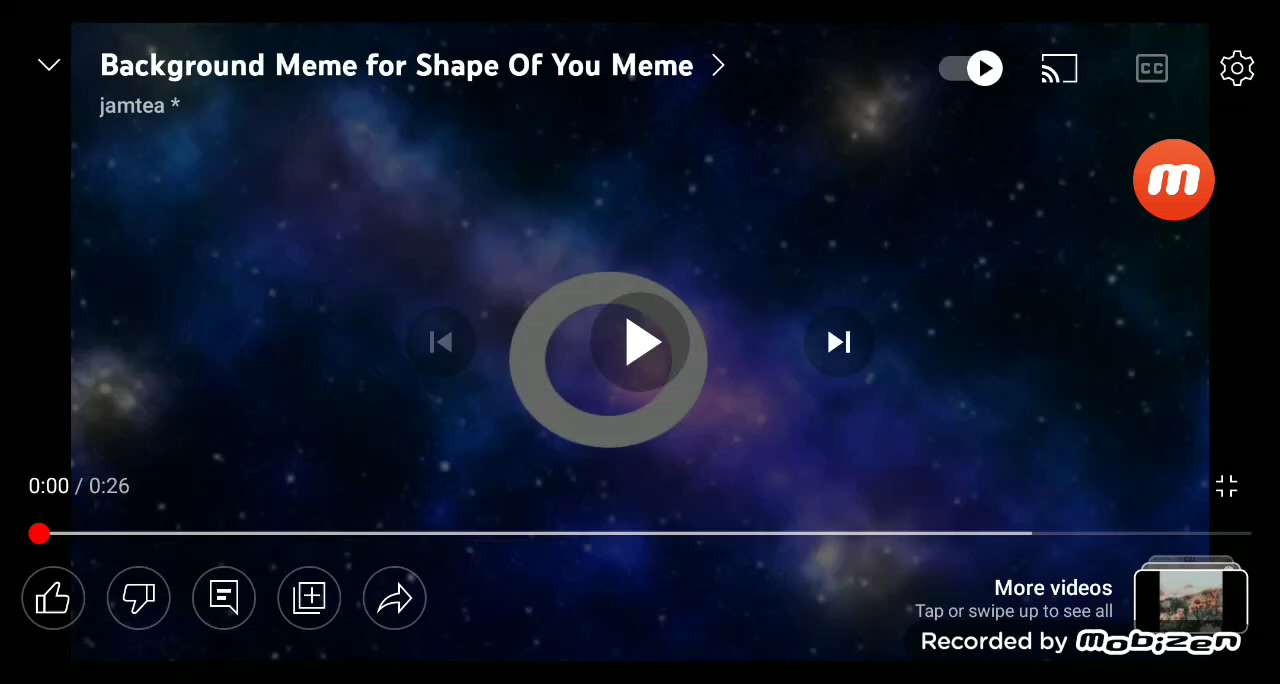 Background Meme for Shape Of You Meme
jamtea *
CC
m
0:00 / 0:26
More videos
Tap or swipe up to see all
Recorded by mobizen